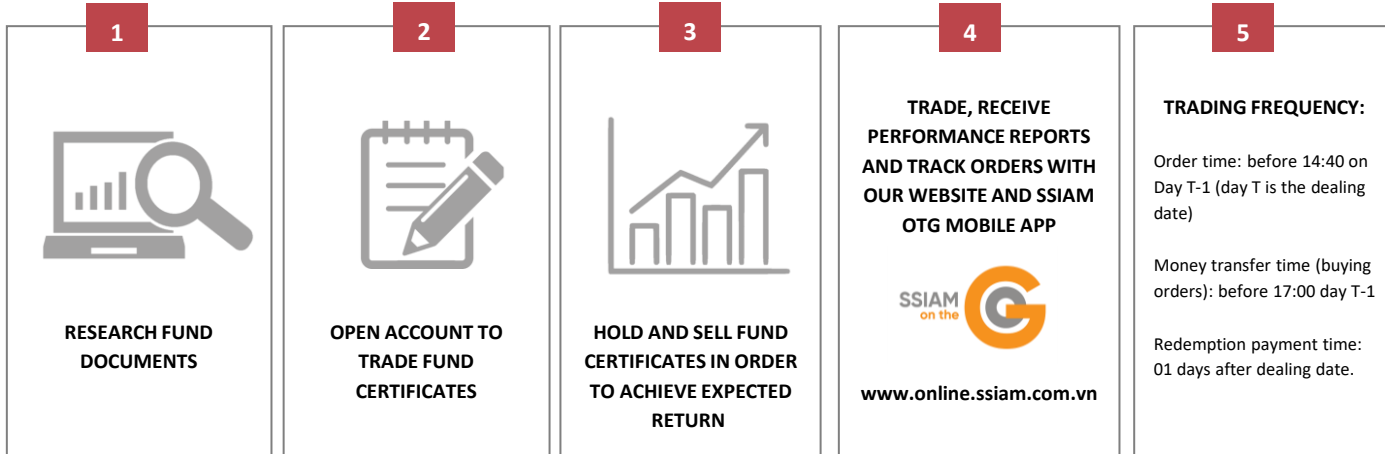 1
RESEARCH FUND
DOCUMENTS
2
OPEN ACCOUNT TO
TRADE FUND
CERTIFICATES
3
HOLD AND SELL FUND
CERTIFICATES IN ORDER
TO ACHIEVE EXPECTED
RETURN
4
TRADE, RECEIVE
PERFORMANCE REPORTS
AND TRACK ORDERS WITH
OUR WEBSITE AND SSIAM
OTG MOBILE APP
SSIAM
on the
G
www.online.ssiam.com.vn
5
TRADING FREQUENCY:
Order time: before 14:40 on
Day T-1 (day T is the dealing
date)
Money transfer time (buying
orders): before 17:00 day T-1
Redemption payment time:
01 days after dealing date.